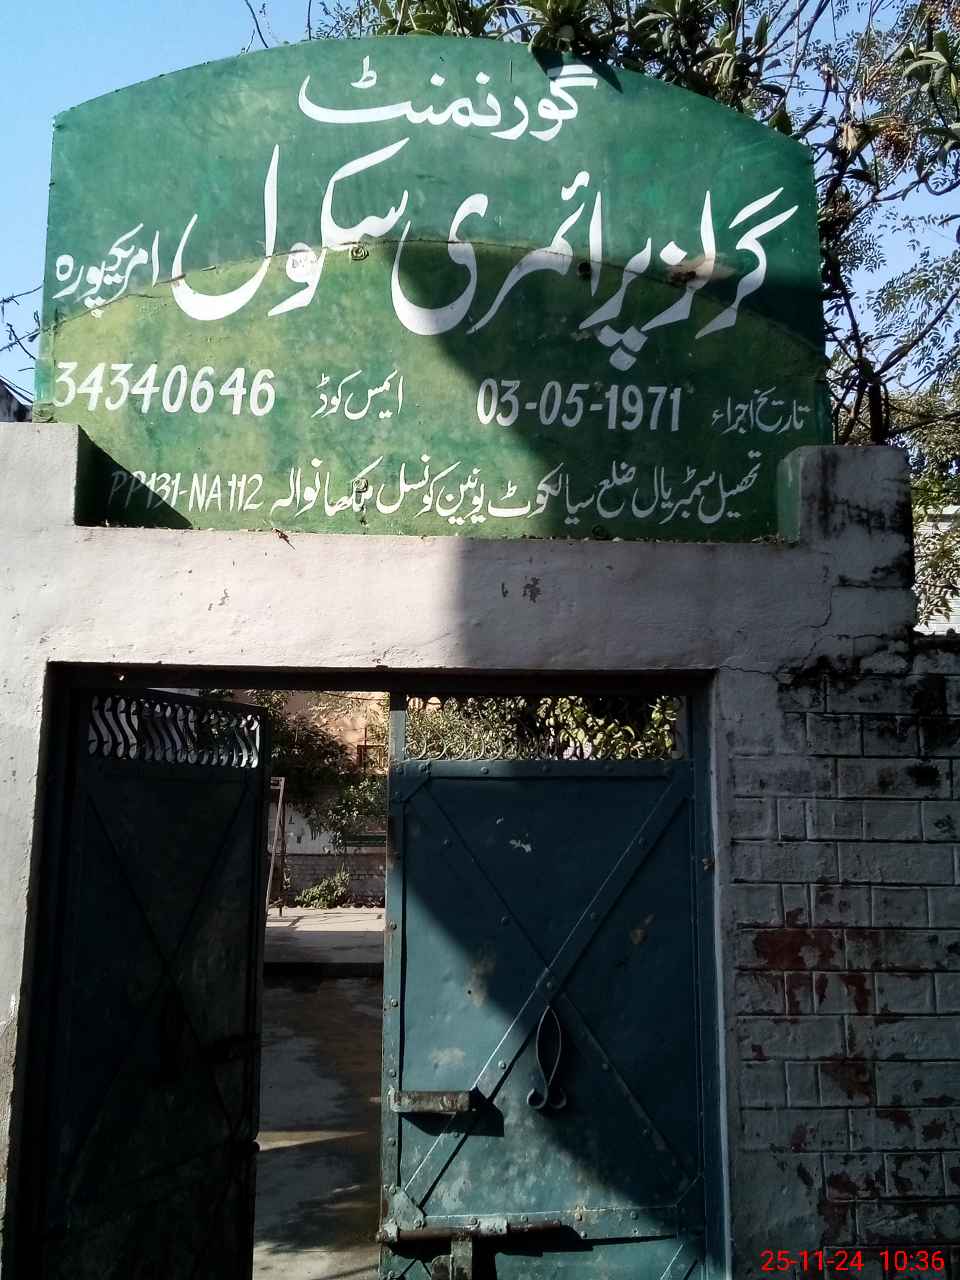 گورنمنٹ
گرلز پرائمری سکول امریکپورہ
تاریخ اجراء 03-05-1971 ایمس کوڈ 34340646
تحصیل سمبڑیال ضلع سیالکوٹ یونین کونسل مکھانوالہ PP131-NA112
25-11-24 10:36